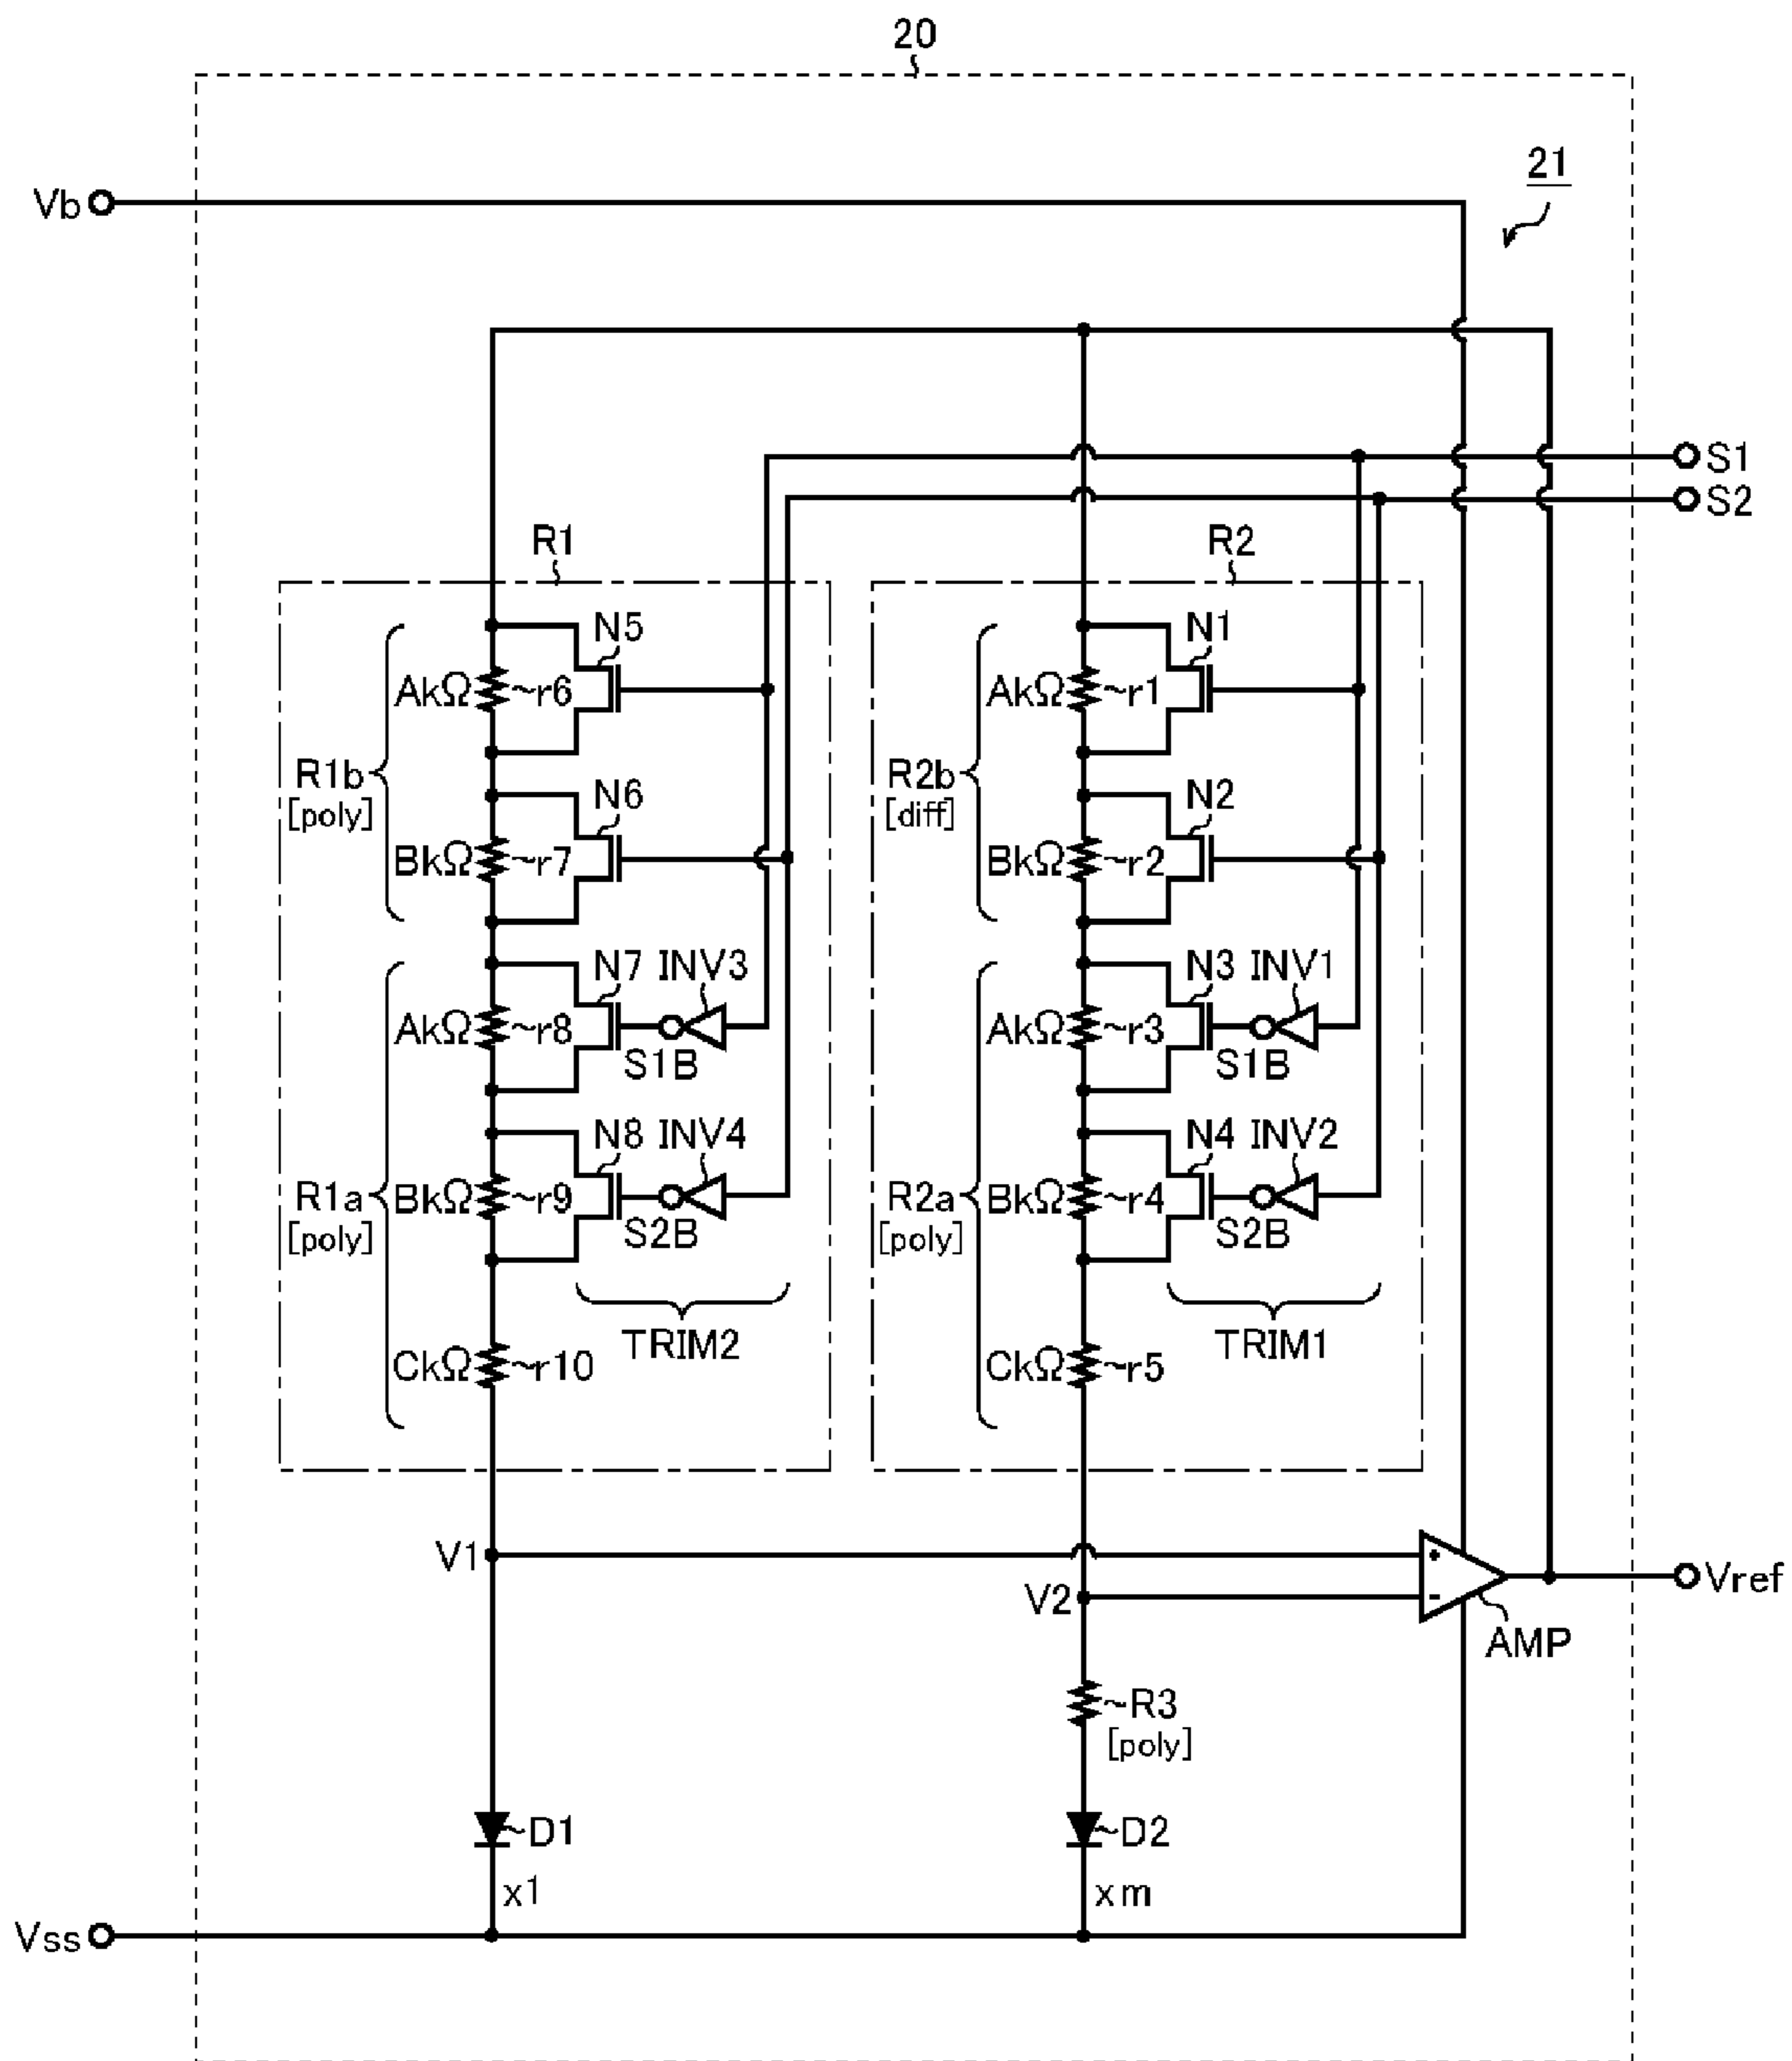 20
21
Vb
S1
S2
R1
R2
N5
N1
AkΩ ~r6
AkΩ ~r1
R1b
[poly]
R2b
[diff]
N6
N2
BkΩ ~r7
BkΩ ~r2
N7 INV3
N3 INV1
AkΩ ~r8
AkΩ ~r3
S1B
S1B
N8 INV4
N4 INV2
R1a
[poly]
BkΩ ~r9
R2a
[poly]
BkΩ ~r4
S2B
S2B
TRIM2
TRIM1
CkΩ ~r10
CkΩ ~r5
V1
+
Vref
V2
-
AMP
~R3
[poly]
~D1
~D2
x1
xm
Vss